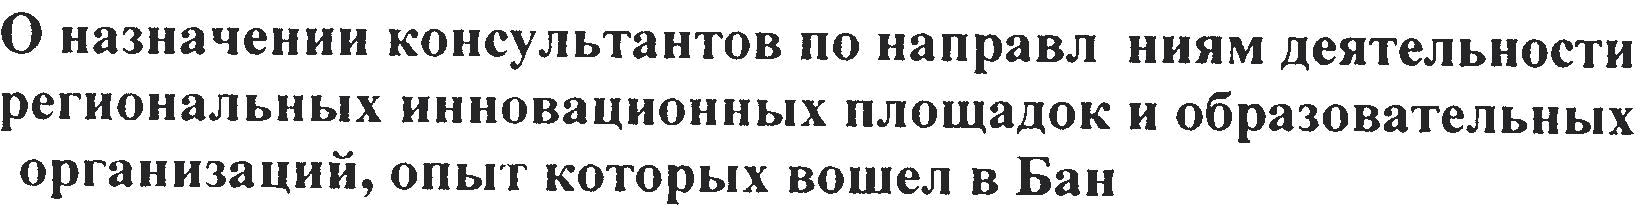 О назначении консультантов по направл ниям деятельности
региональных инновационных площадок и образовательных
организаций, опыт которых вошел в Бан